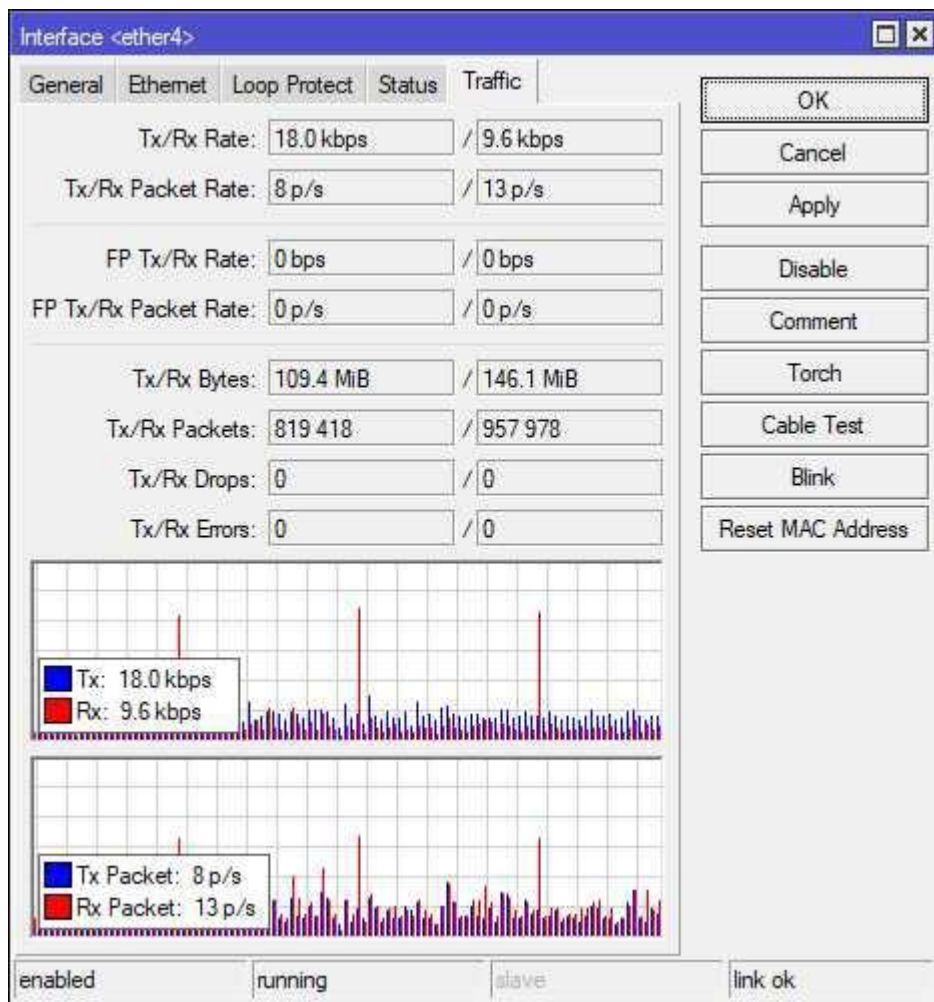 Interface <ether4>
General Ethernet Loop Protect Status Traffic
Tx/Rx Rate: 18.0 kbps / 9.6 kbps
Tx/Rx Packet Rate: 8 p/s / 13 p/s
FP Tx/Rx Rate: 0 bps / 0 bps
FP Tx/Rx Packet Rate: 0 p/s / 0 p/s
Tx/Rx Bytes: 109.4 MiB / 146.1 MiB
Tx/Rx Packets: 819 418 / 957 978
Tx/Rx Drops: 0 / 0
Tx/Rx Errors: 0 / 0
Tx: 18.0 kbps
Rx: 9.6 kbps
Tx Packet: 8 p/s
Rx Packet: 13 p/s
OK
Cancel
Apply
Disable
Comment
Torch
Cable Test
Blink
Reset MAC Address
enabled running slave link ok